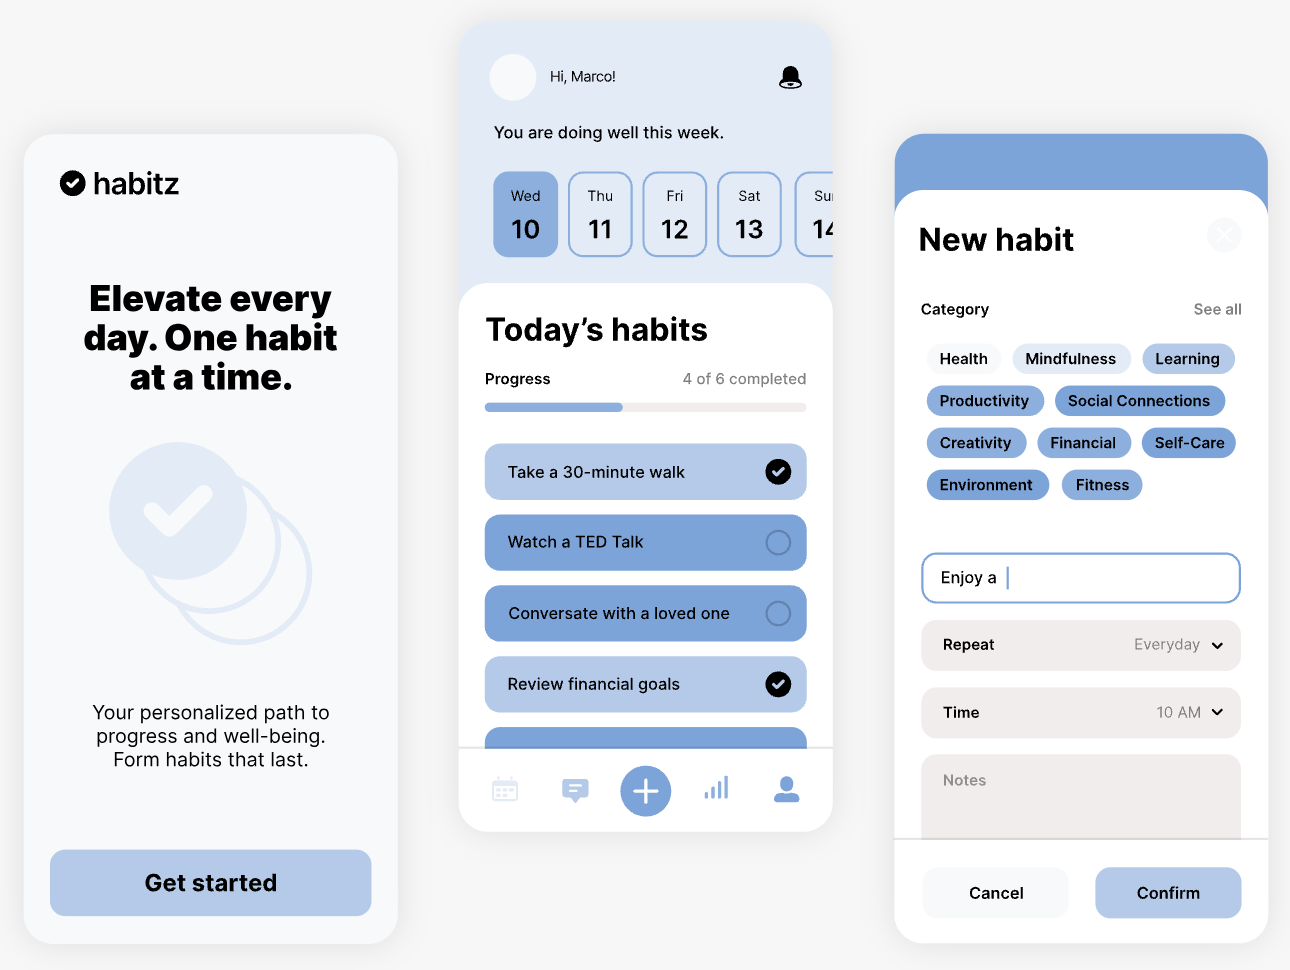 habitz
Elevate every
day. One habit
at a time.
Your personalized path to
progress and well-being.
Form habits that last.
Get started
Hi, Marco!
You are doing well this week.
Wed Thu Fri Sat Sun
10 11 12 13 14
Today’s habits
Progress 4 of 6 completed
Take a 30-minute walk
Watch a TED Talk
Conversate with a loved one
Review financial goals
New habit
Category See all
Health Mindfulness Learning
Productivity Social Connections
Creativity Financial Self-Care
Environment Fitness
Enjoy a
Repeat Everyday
Time 10 AM
Notes
Cancel Confirm